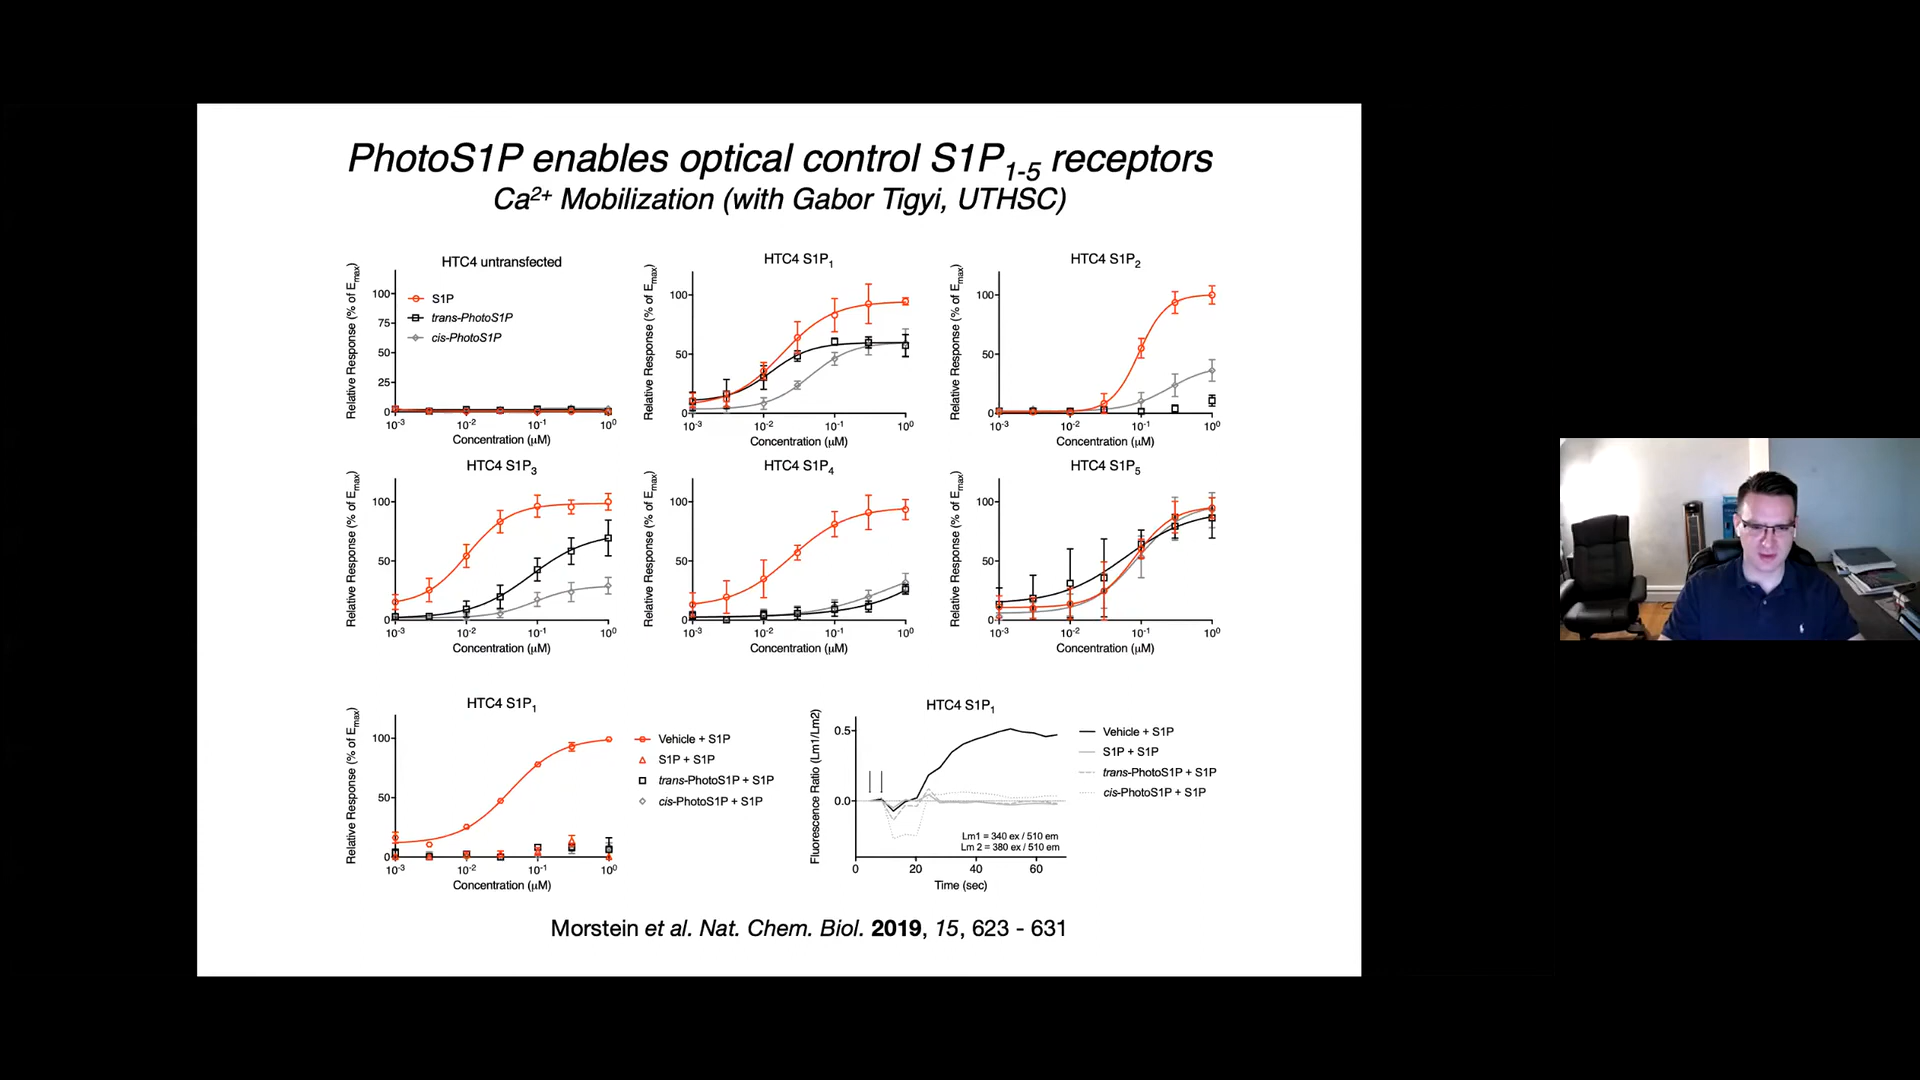 PhotoS1P enables optical control S1P1-5 receptors
Ca2+ Mobilization (with Gabor Tigyi, UTHSC)
HTC4 untransfected
Relative Response (% of Emax)
100
75
50
25
0
S1P
trans-PhotoS1P
cis-PhotoS1P
10-3 10-2 10-1 100
Concentration (µM)
HTC4 S1P1
Relative Response (% of Emax)
100
50
0
10-3 10-2 10-1 100
Concentration (µM)
HTC4 S1P2
Relative Response (% of Emax)
100
50
0
10-3 10-2 10-1 100
Concentration (µM)
HTC4 S1P3
Relative Response (% of Emax)
100
50
0
10-3 10-2 10-1 100
Concentration (µM)
HTC4 S1P4
Relative Response (% of Emax)
100
50
0
10-3 10-2 10-1 100
Concentration (µM)
HTC4 S1P5
Relative Response (% of Emax)
100
50
0
10-3 10-2 10-1 100
Concentration (µM)
HTC4 S1P1
Relative Response (% of Emax)
100
50
0
10-3 10-2 10-1 100
Concentration (µM)
Vehicle + S1P
S1P + S1P
trans-PhotoS1P + S1P
cis-PhotoS1P + S1P
HTC4 S1P1
Fluorescence Ratio (Lm1/Lm2)
0.5
0.0
Lm1 = 340 ex / 510 em
Lm 2 = 380 ex / 510 em
0 20 40 60
Time (sec)
Vehicle + S1P
S1P + S1P
trans-PhotoS1P + S1P
cis-PhotoS1P + S1P
Morstein et al. Nat. Chem. Biol. 2019, 15, 623 - 631